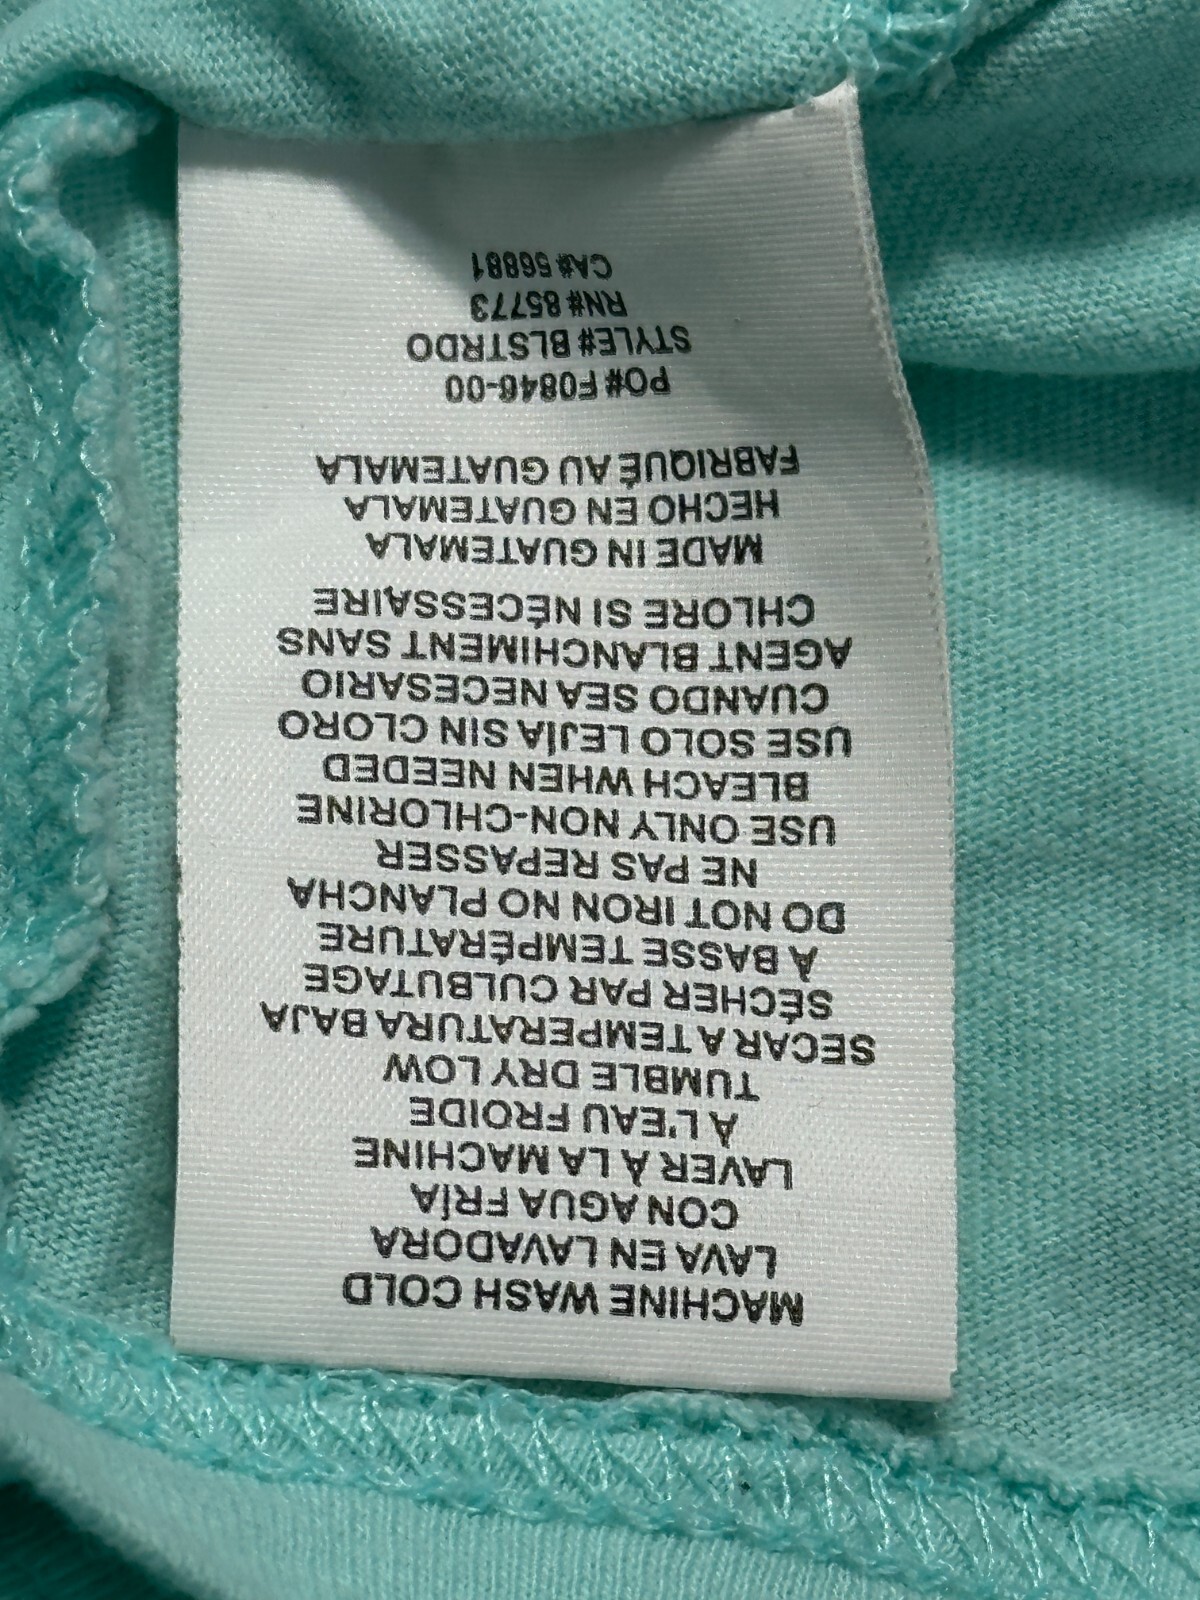 MACHINE WASH COLD
LAVA EN LAVADORA
CON AGUA FRÍA
LAVER À LA MACHINE
À L'EAU FROIDE
TUMBLE DRY LOW
SECAR A TEMPERATURA BAJA
SÉCHER PAR CULBUTAGE
À BASSE TEMPÉRATURE
DO NOT IRON NO PLANCHA
NE PAS REPASSER
USE ONLY NON-CHLORINE
BLEACH WHEN NEEDED
USE SOLO LEJÍA SIN CLORO
CUANDO SEA NECESARIO
AGENT BLANCHIMENT SANS
CHLORE SI NÉCESSAIRE
MADE IN GUATEMALA
HECHO EN GUATEMALA
FABRIQUÉ AU GUATEMALA
PO# F0846-00
STYLE# BLSTRDO
RN# 85773
CA# 56881